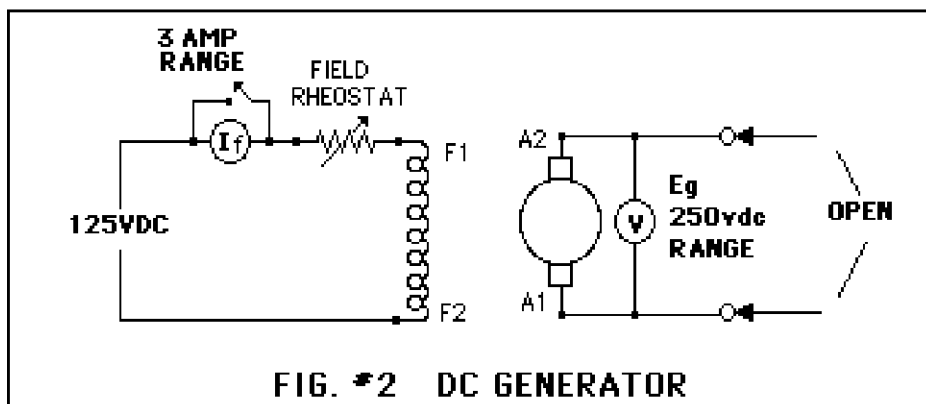 3 AMP
RANGE
FIELD
RHEOSTAT
If
F1
125VDC
F2
A2
Eg
250vdc
RANGE
V
A1
OPEN
FIG. #2 DC GENERATOR